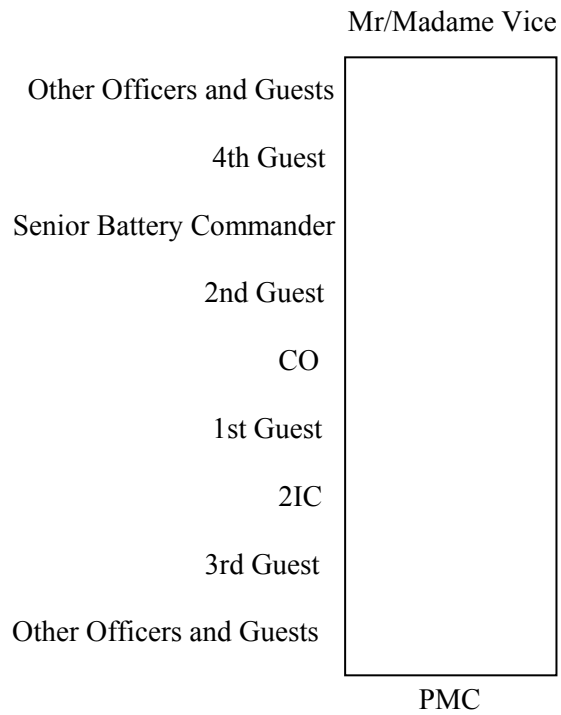 Mr/Madame Vice
Other Officers and Guests
4th Guest
Senior Battery Commander
2nd Guest
CO
1st Guest
2IC
3rd Guest
Other Officers and Guests
PMC